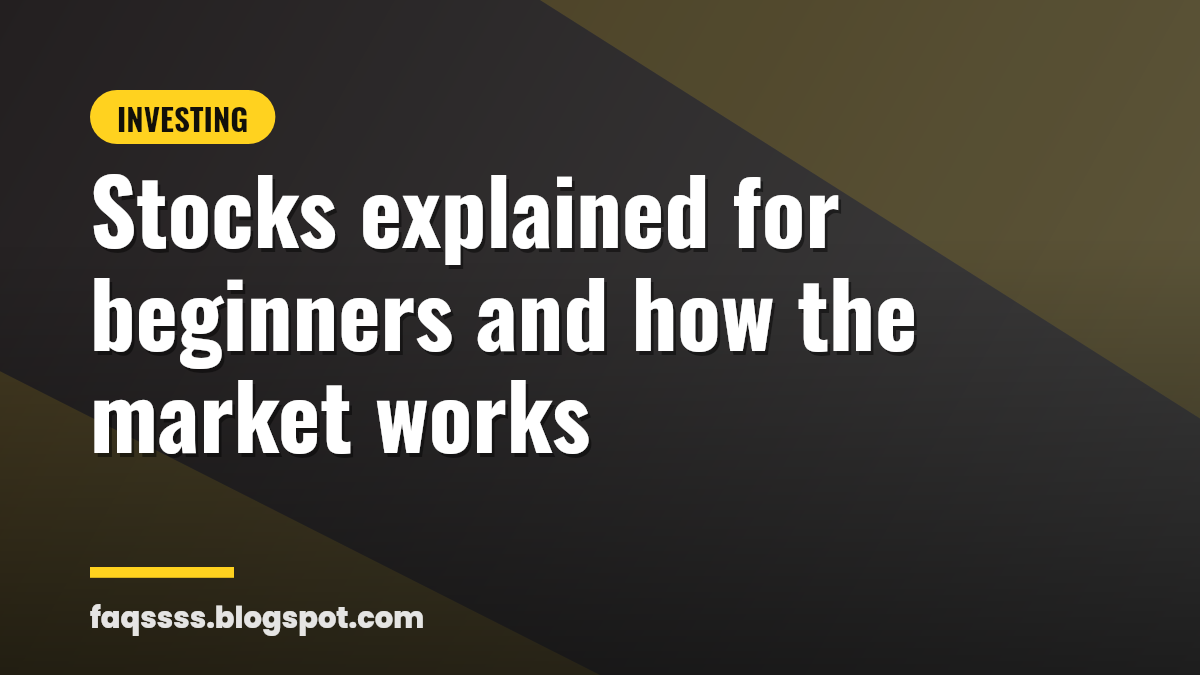 INVESTING
Stocks explained for
beginners and how the
market works
faqssss.blogspot.com